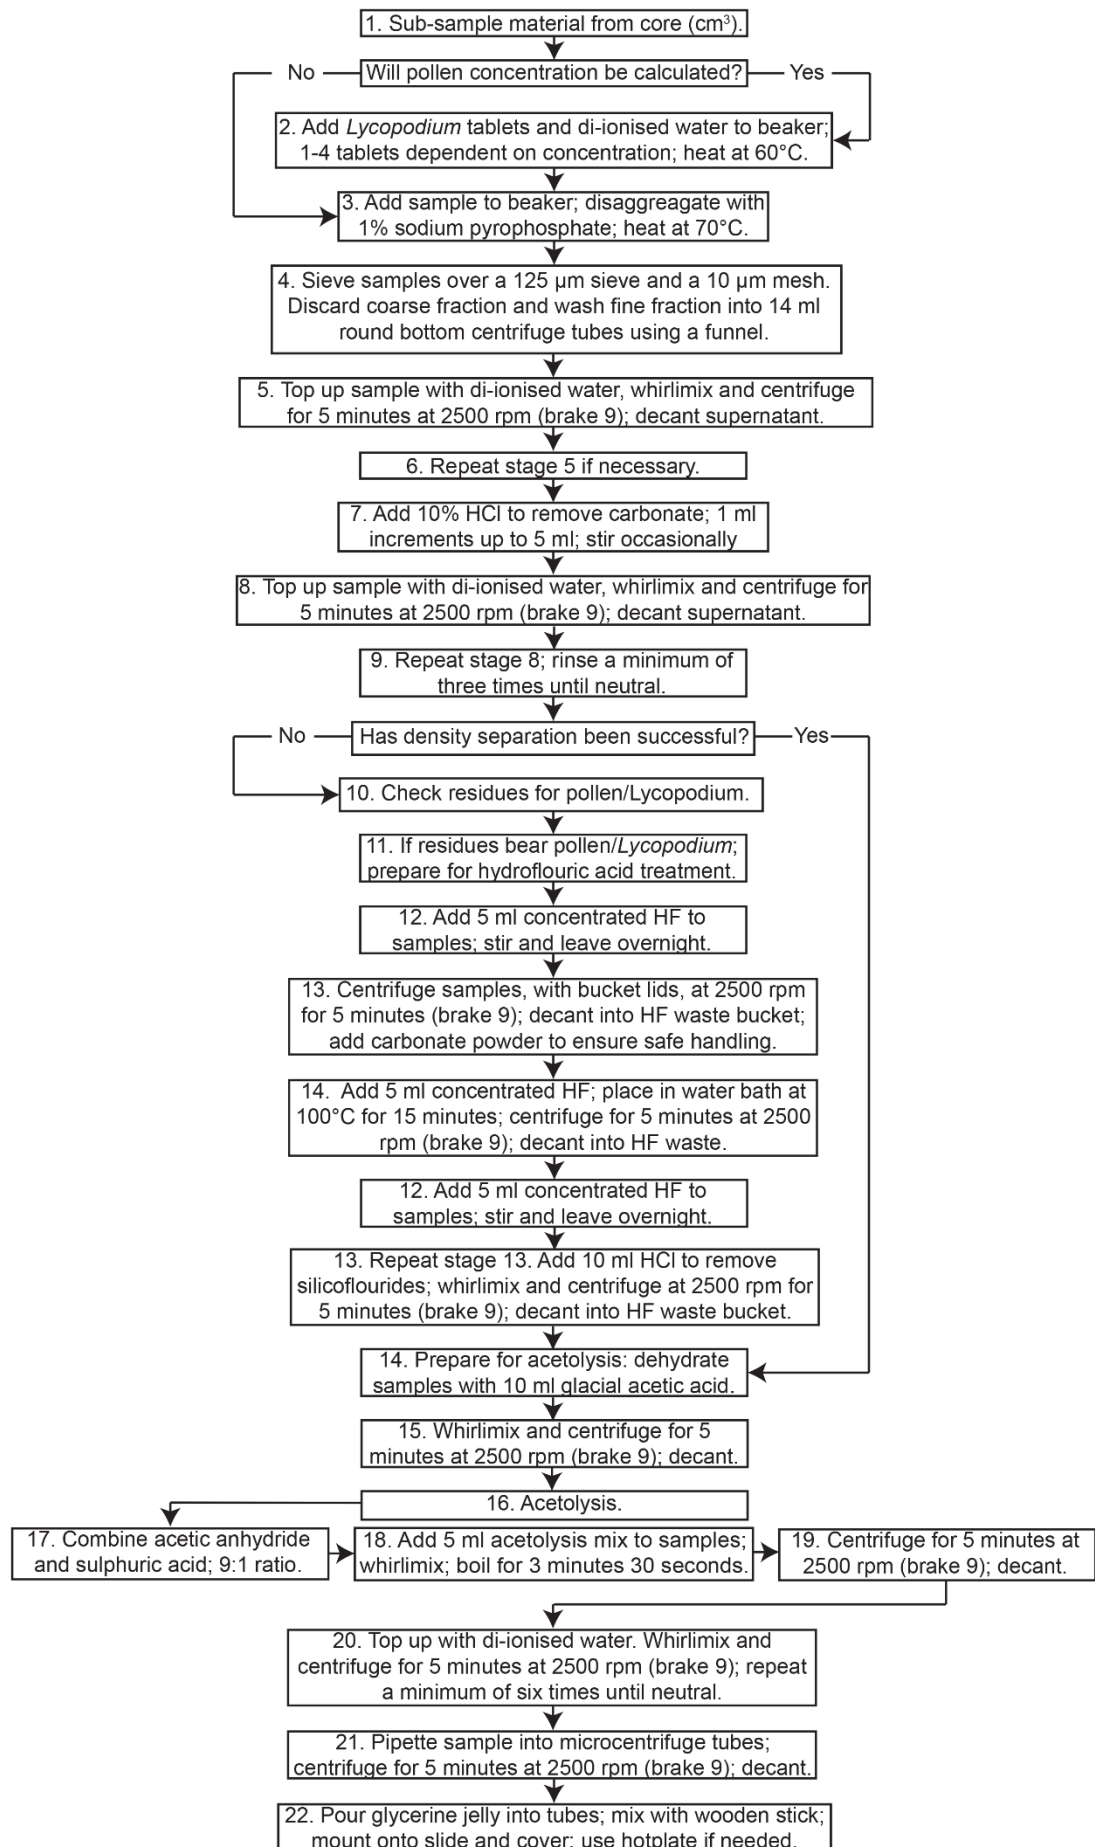 1. Sub-sample material from core (cm³).
No
Will pollen concentration be calculated?
Yes
2. Add Lycopodium tablets and di-ionised water to beaker;
1-4 tablets dependent on concentration; heat at 60°C.
3. Add sample to beaker; disaggreagate with
1% sodium pyrophosphate; heat at 70°C.
4. Sieve samples over a 125 µm sieve and a 10 µm mesh.
Discard coarse fraction and wash fine fraction into 14 ml
round bottom centrifuge tubes using a funnel.
5. Top up sample with di-ionised water, whirlimix and centrifuge
for 5 minutes at 2500 rpm (brake 9); decant supernatant.
6. Repeat stage 5 if necessary.
7. Add 10% HCl to remove carbonate; 1 ml
increments up to 5 ml; stir occasionally
8. Top up sample with di-ionised water, whirlimix and centrifuge for
5 minutes at 2500 rpm (brake 9); decant supernatant.
9. Repeat stage 8; rinse a minimum of
three times until neutral.
No
Has density separation been successful?
Yes
10. Check residues for pollen/Lycopodium.
11. If residues bear pollen/Lycopodium;
prepare for hydroflouric acid treatment.
12. Add 5 ml concentrated HF to
samples; stir and leave overnight.
13. Centrifuge samples, with bucket lids, at 2500 rpm
for 5 minutes (brake 9); decant into HF waste bucket;
add carbonate powder to ensure safe handling.
14. Add 5 ml concentrated HF; place in water bath at
100°C for 15 minutes; centrifuge for 5 minutes at 2500
rpm (brake 9); decant into HF waste.
12. Add 5 ml concentrated HF to
samples; stir and leave overnight.
13. Repeat stage 13. Add 10 ml HCl to remove
silicoflourides; whirlimix and centrifuge at 2500 rpm for
5 minutes (brake 9); decant into HF waste bucket.
14. Prepare for acetolysis: dehydrate
samples with 10 ml glacial acetic acid.
15. Whirlimix and centrifuge for 5
minutes at 2500 rpm (brake 9); decant.
16. Acetolysis.
17. Combine acetic anhydride
and sulphuric acid; 9:1 ratio.
18. Add 5 ml acetolysis mix to samples;
whirlimix; boil for 3 minutes 30 seconds.
19. Centrifuge for 5 minutes at
2500 rpm (brake 9); decant.
20. Top up with di-ionised water. Whirlimix and
centrifuge for 5 minutes at 2500 rpm (brake 9); repeat
a minimum of six times until neutral.
21. Pipette sample into microcentrifuge tubes;
centrifuge for 5 minutes at 2500 rpm (brake 9); decant.
22. Pour glycerine jelly into tubes; mix with wooden stick;
mount onto slide and cover; use hotplate if needed.